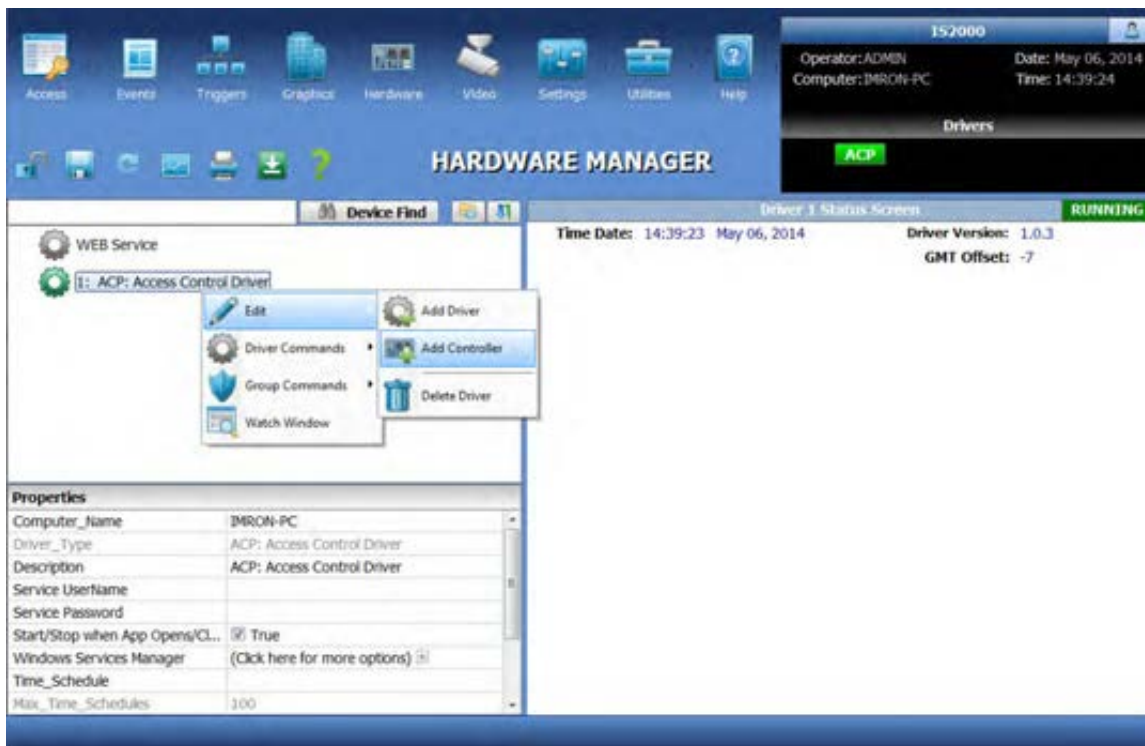 IS2000
Operator:ADMIN
Date: May 06, 2014
Computer:IMRON-PC
Time: 14:39:24
Drivers
ACP
Access
Events
Triggers
Graphics
Hardware
Video
Settings
Utilities
Help
HARDWARE MANAGER
Device Find
WEB Service
1: ACP: Access Control Driver
Edit
Driver Commands
Group Commands
Watch Window
Add Driver
Add Controller
Delete Driver
Driver 1 Status Screen
RUNNING
Time Date: 14:39:23 May 06, 2014
Driver Version: 1.0.3
GMT Offset: -7
Properties
Computer_Name IMRON-PC
Driver_Type ACP: Access Control Driver
Description ACP: Access Control Driver
Service UserName
Service Password
Start/Stop when App Opens/Cl... True
Windows Services Manager (Click here for more options)
Time_Schedule
Max_Time_Schedules 100